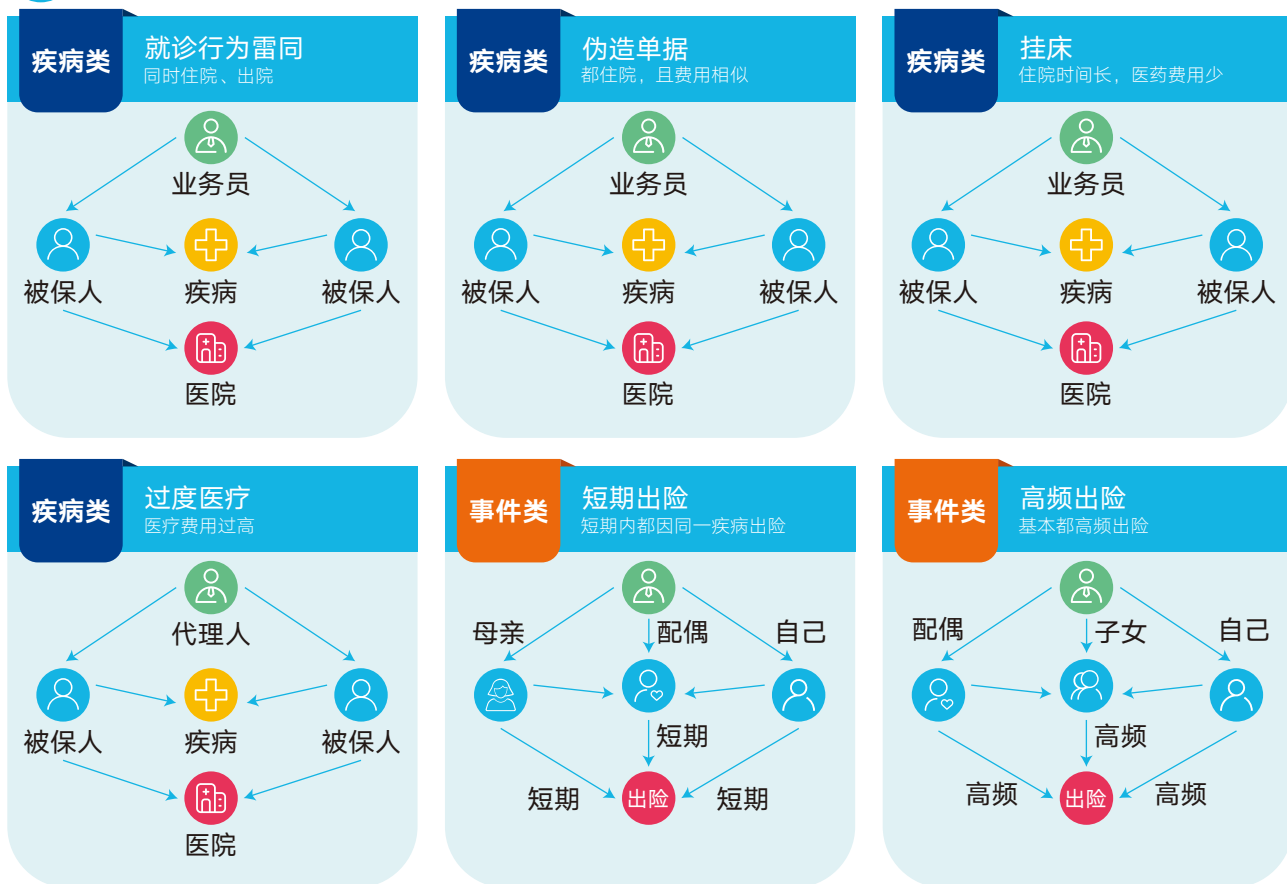 疾病类
就诊行为雷同
同时住院、出院
业务员
被保人
疾病
被保人
医院
疾病类
伪造单据
都住院，且费用相似
业务员
被保人
疾病
被保人
医院
疾病类
挂床
住院时间长，医药费用少
业务员
被保人
疾病
被保人
医院
疾病类
过度医疗
医疗费用过高
代理人
被保人
疾病
被保人
医院
事件类
短期出险
短期内都因同一疾病出险
母亲
配偶
自己
短期
短期
出险
短期
事件类
高频出险
基本都高频出险
配偶
子女
自己
高频
高频
出险
高频